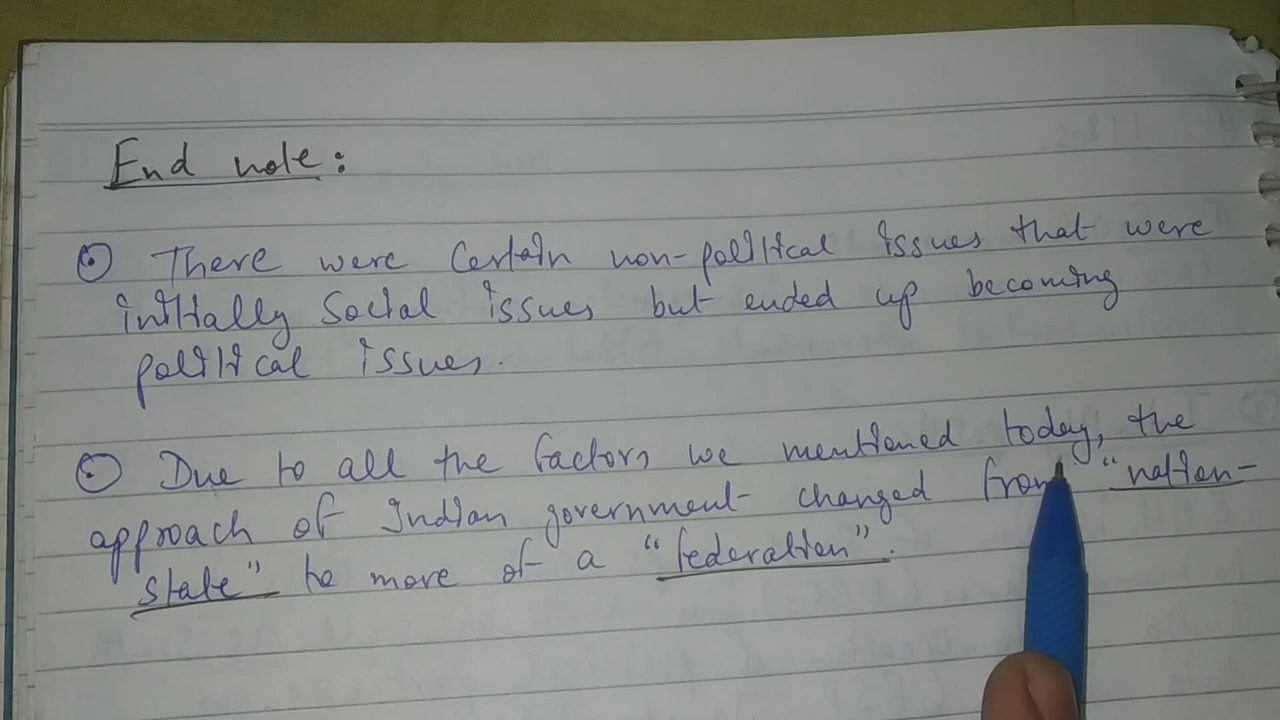 End note:
⊙ There were certain non-political issues that were
initially social issues but ended up becoming
political issues.
⊙ Due to all the factors we mentioned today, the
approach of Indian government changed from "nation-
state" to more of a "federation".